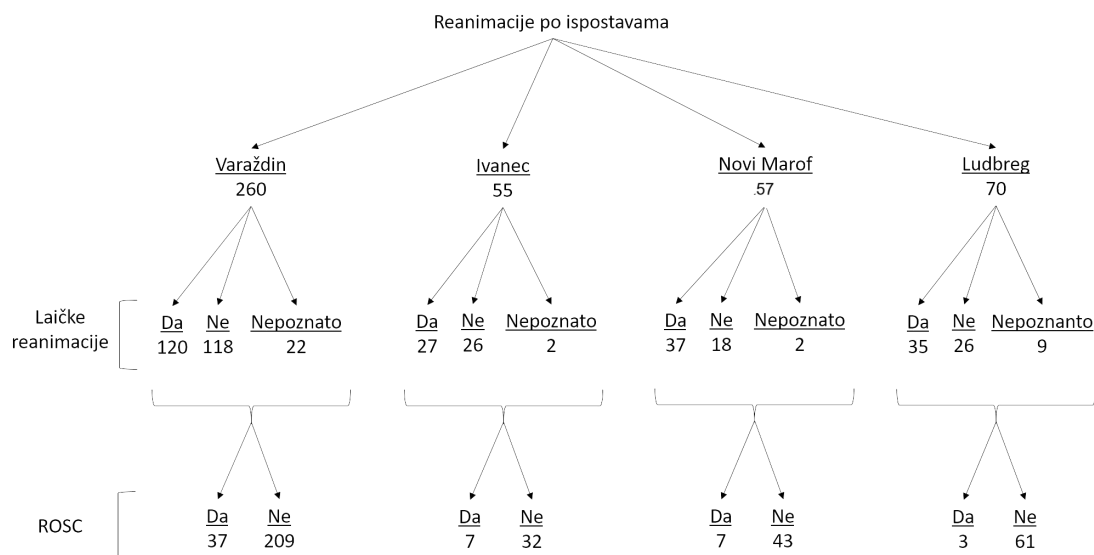 Reanimacije po ispostavama
Varaždin Ivanec Novi Marof Ludbreg
260 55 .57 70
Laičke
reanimacije
Da Ne Nepoznato Da Ne Nepoznato Da Ne Nepoznato Da Ne Nepoznanto
120 118 22 27 26 2 37 18 2 35 26 9
ROSC
Da Ne Da Ne Da Ne Da Ne
37 209 7 32 7 43 3 61